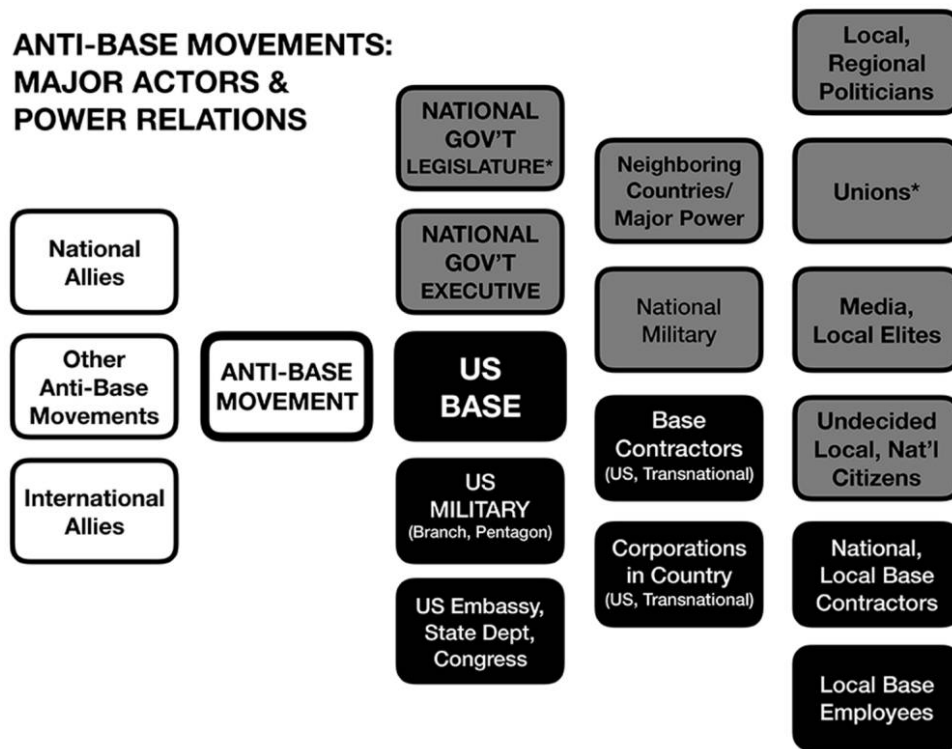 ANTI-BASE MOVEMENTS:
MAJOR ACTORS &
POWER RELATIONS
National
Allies
Other
Anti-Base
Movements
International
Allies
ANTI-BASE
MOVEMENT
NATIONAL
GOV'T
LEGISLATURE*
NATIONAL
GOV'T
EXECUTIVE
US
BASE
US
MILITARY
(Branch, Pentagon)
US Embassy,
State Dept,
Congress
Neighboring
Countries/
Major Power
National
Military
Base
Contractors
(US, Transnational)
Corporations
in Country
(US, Transnational)
Local,
Regional
Politicians
Unions*
Media,
Local Elites
Undecided
Local, Nat'l
Citizens
National,
Local Base
Contractors
Local Base
Employees